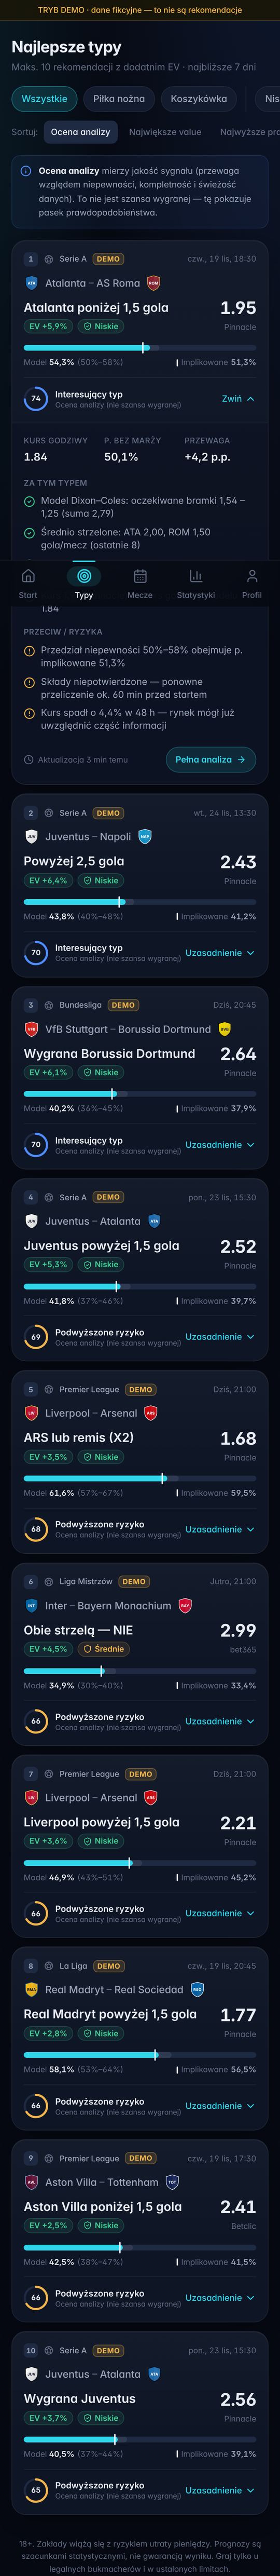 TRYB DEMO · dane fikcyjne — to nie są rekomendacje
Najlepsze typy
Maks. 10 rekomendacji z dodatnim EV · najbliższe 7 dni
Wszystkie Piłka nożna Koszykówka Nis
Sortuj: Ocena analizy Największe value Najwyższe pra
Ocena analizy mierzy jakość sygnału (przewaga
względem niepewności, kompletność i świeżość
danych). To nie jest szansa wygranej — tę pokazuje
pasek prawdopodobieństwa.
1 Serie A DEMO czw., 19 lis, 18:30
ATA Atalanta – AS Roma ROM
Atalanta poniżej 1,5 gola 1.95
EV +5,9% Niskie Pinnacle
Model 54,3% (50%–58%) Implikowane 51,3%
74 Interesujący typ
Ocena analizy (nie szansa wygranej) Zwiń
KURS GODZIWY P. BEZ MARŻY PRZEWAGA
1.84 50,1% +4,2 p.p.
ZA TYM TYPEM
Model Dixon–Coles: oczekiwane bramki 1,54 –
1,25 (suma 2,79)
Średnio strzelone: ATA 2,00, ROM 1,50
gola/mecz (ostatnie 8)
Start Typy Mecze Statystyki Profil
1.84
PRZECIW / RYZYKA
Przedział niepewności 50%–58% obejmuje p.
implikowane 51,3%
Składy niepotwierdzone — ponowne
przeliczenie ok. 60 min przed startem
Kurs spadł o 4,4% w 48 h — rynek mógł już
uwzględnić część informacji
Aktualizacja 3 min temu Pełna analiza
2 Serie A DEMO wt., 24 lis, 13:30
JUV Juventus – Napoli NAP
Powyżej 2,5 gola 2.43
EV +6,4% Niskie Pinnacle
Model 43,8% (40%–48%) Implikowane 41,2%
70 Interesujący typ
Ocena analizy (nie szansa wygranej) Uzasadnienie
3 Bundesliga DEMO Dziś, 20:45
VfB VfB Stuttgart – Borussia Dortmund BVB
Wygrana Borussia Dortmund 2.64
EV +6,1% Niskie Pinnacle
Model 40,2% (36%–45%) Implikowane 37,9%
70 Interesujący typ
Ocena analizy (nie szansa wygranej) Uzasadnienie
4 Serie A DEMO pon., 23 lis, 15:30
JUV Juventus – Atalanta ATA
Juventus powyżej 1,5 gola 2.52
EV +5,3% Niskie Pinnacle
Model 41,8% (37%–46%) Implikowane 39,7%
69 Podwyższone ryzyko
Ocena analizy (nie szansa wygranej) Uzasadnienie
5 Premier League DEMO Dziś, 21:00
LIV Liverpool – Arsenal ARS
ARS lub remis (X2) 1.68
EV +3,5% Niskie Pinnacle
Model 61,6% (57%–67%) Implikowane 59,5%
68 Podwyższone ryzyko
Ocena analizy (nie szansa wygranej) Uzasadnienie
6 Liga Mistrzów DEMO Jutro, 21:00
INT Inter – Bayern Monachium BAY
Obie strzelą — NIE 2.99
EV +4,5% Średnie bet365
Model 34,9% (30%–40%) Implikowane 33,4%
66 Podwyższone ryzyko
Ocena analizy (nie szansa wygranej) Uzasadnienie
7 Premier League DEMO Dziś, 21:00
LIV Liverpool – Arsenal ARS
Liverpool powyżej 1,5 gola 2.21
EV +3,6% Niskie Pinnacle
Model 46,9% (43%–51%) Implikowane 45,2%
66 Podwyższone ryzyko
Ocena analizy (nie szansa wygranej) Uzasadnienie
8 La Liga DEMO czw., 19 lis, 20:45
RMA Real Madryt – Real Sociedad RSO
Real Madryt powyżej 1,5 gola 1.77
EV +2,8% Niskie Pinnacle
Model 58,1% (53%–64%) Implikowane 56,5%
66 Podwyższone ryzyko
Ocena analizy (nie szansa wygranej) Uzasadnienie
9 Premier League DEMO czw., 19 lis, 17:30
AVL Aston Villa – Tottenham TOT
Aston Villa poniżej 1,5 gola 2.41
EV +2,5% Niskie Betclic
Model 42,5% (38%–47%) Implikowane 41,5%
66 Podwyższone ryzyko
Ocena analizy (nie szansa wygranej) Uzasadnienie
10 Serie A DEMO pon., 23 lis, 15:30
JUV Juventus – Atalanta ATA
Wygrana Juventus 2.56
EV +3,7% Niskie Pinnacle
Model 40,5% (37%–44%) Implikowane 39,1%
65 Podwyższone ryzyko
Ocena analizy (nie szansa wygranej) Uzasadnienie
18+. Zakłady wiążą się z ryzykiem utraty pieniędzy. Prognozy są
szacunkami statystycznymi, nie gwarancją wyniku. Graj tylko u
legalnych bukmacherów i w ustalonych limitach.